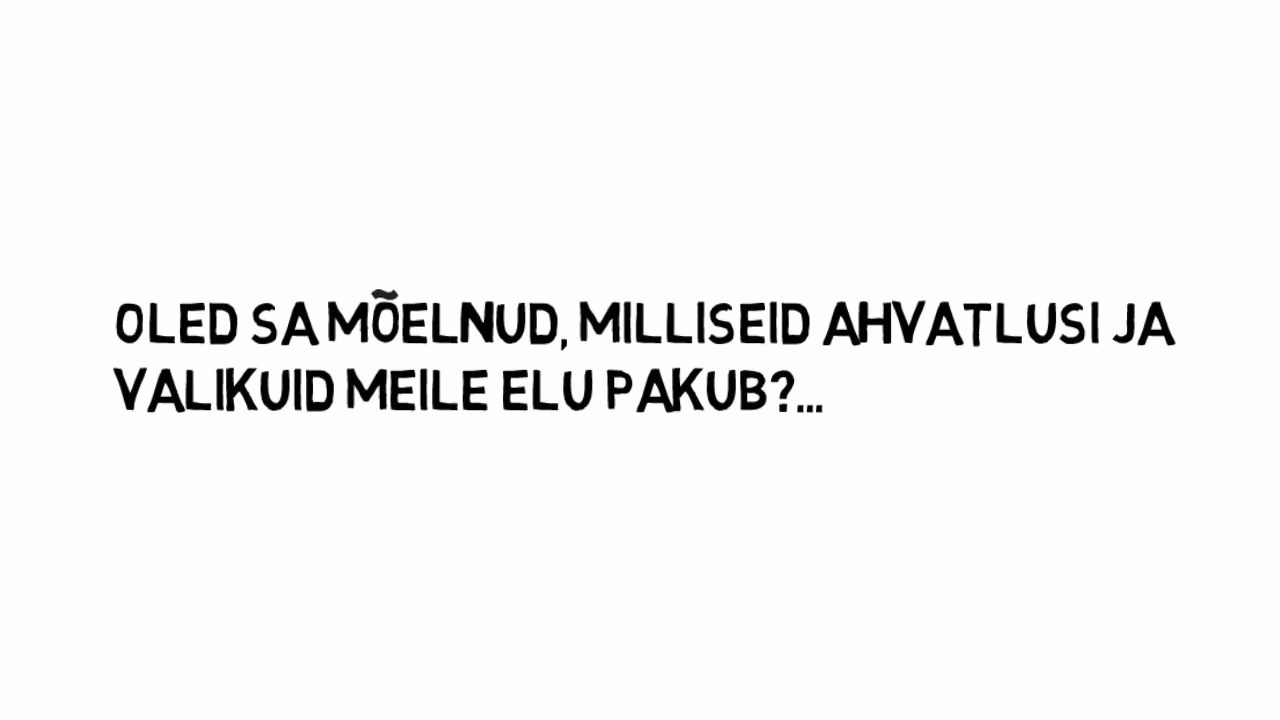 OLED SA MÕELNUD, MILLISEID AHVATLUSI JA
VALIKUID MEILE ELU PAKUB?...